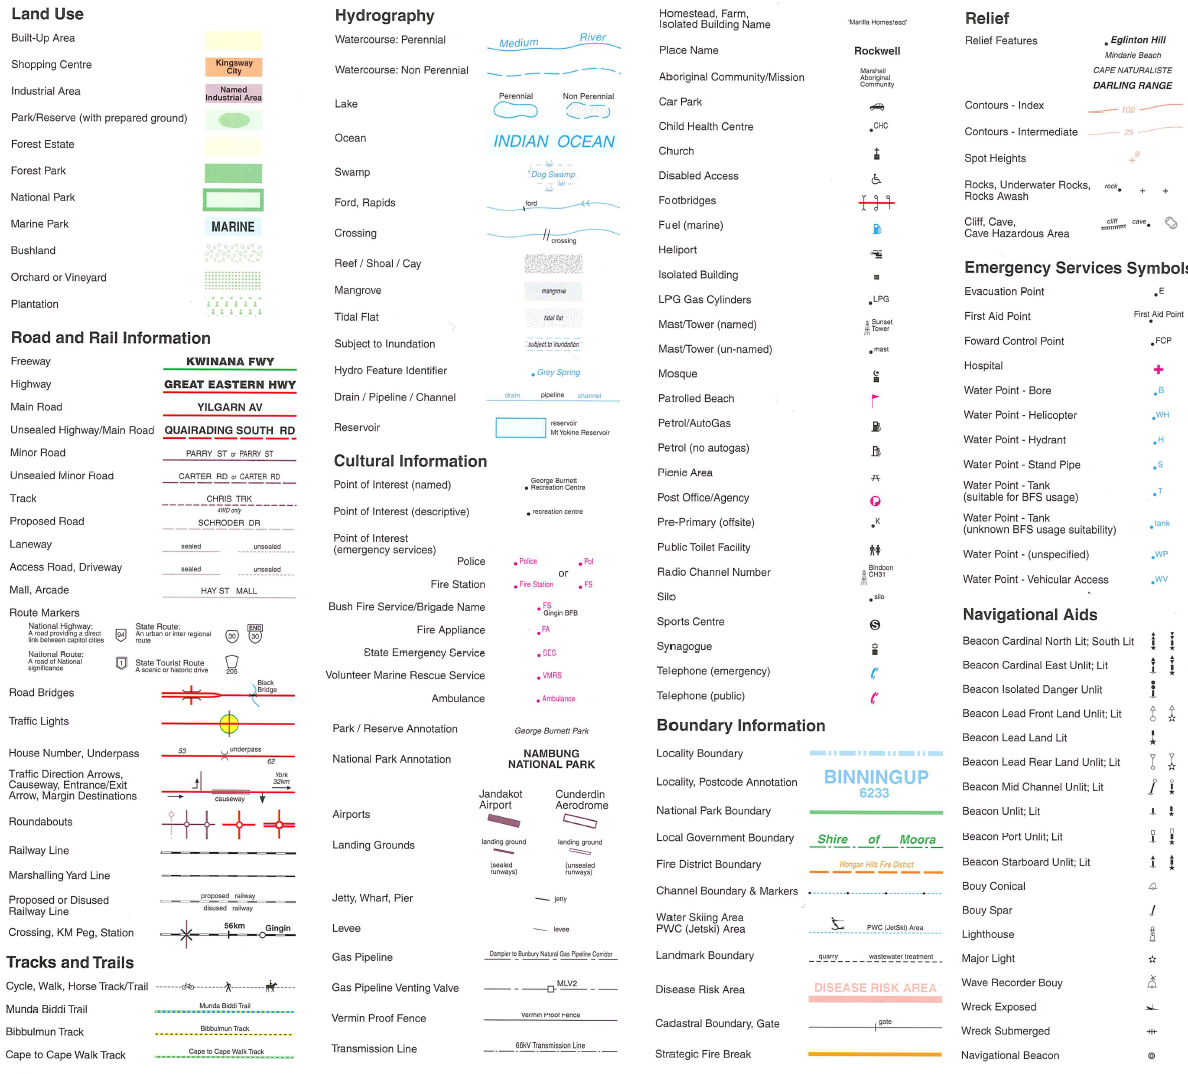 Land Use
Built-Up Area
Shopping Centre
Kingsway
City
Industrial Area
Named
Industrial Area
Park/Reserve (with prepared ground)
Forest Estate
Forest Park
National Park
Marine Park
MARINE
Bushland
Orchard or Vineyard
Plantation
Road and Rail Information
Freeway
KWINANA FWY
Highway
GREAT EASTERN HWY
Main Road
YILGARN AV
Unsealed Highway/Main Road
QUAIRADING SOUTH RD
Minor Road
PARRY ST or PARRY ST
Unsealed Minor Road
CARTER RD or CARTER RD
Track
CHRIS TRK
4WD only
Proposed Road
SCHRODER DR
Laneway
sealed unsealed
Access Road, Driveway
sealed unsealed
Mall, Arcade
HAY ST MALL
Route Markers
National Highway:
A road providing a direct
link between capitol cities
94
State Route:
An urban or inter regional
route
30
END
30
National Route:
A road of National
significance
1
State Tourist Route
A scenic or historic drive
205
Road Bridges
Black
Bridge
Traffic Lights
House Number, Underpass
53
underpass
62
Traffic Direction Arrows,
Causeway, Entrance/Exit
Arrow, Margin Destinations
York
32km
causeway
Roundabouts
Railway Line
Marshalling Yard Line
Proposed or Disused
Railway Line
proposed railway
disused railway
Crossing, KM Peg, Station
56km Gingin
Tracks and Trails
Cycle, Walk, Horse Track/Trail
Munda Biddi Trail
Munda Biddi Trail
Bibbulmun Track
Bibbulmun Track
Cape to Cape Walk Track
Cape to Cape Walk Track
Hydrography
Watercourse: Perennial
Medium River
Watercourse: Non Perennial
Lake
Perennial Non Perennial
Ocean
INDIAN OCEAN
Swamp
Dog Swamp
Ford, Rapids
ford
Crossing
crossing
Reef / Shoal / Cay
Mangrove
mangrove
Tidal Flat
tidal flat
Subject to Inundation
subject to inundation
Hydro Feature Identifier
Grey Spring
Drain / Pipeline / Channel
drain pipeline channel
Reservoir
reservoir
Mt Yokine Reservoir
Cultural Information
Point of Interest (named)
George Burnett
Recreation Centre
Point of Interest (descriptive)
recreation centre
Point of Interest
(emergency services)
Police
Police Pol
or
Fire Station
Fire Station FS
Bush Fire Service/Brigade Name
FS
Gingin BFB
Fire Appliance
FA
State Emergency Service
Volunteer Marine Rescue Service
VMRS
Ambulance
Ambulance
Park / Reserve Annotation
George Burnett Park
National Park Annotation
NAMBUNG
NATIONAL PARK
Airports
Jandakot
Airport
Cunderdin
Aerodrome
Landing Grounds
landing ground landing ground
(sealed
runways)
(unsealed
runways)
Jetty, Wharf, Pier
jetty
Levee
levee
Gas Pipeline
Dampier to Bunbury Natural Gas Pipeline Corridor
Gas Pipeline Venting Valve
MLV2
Vermin Proof Fence
Vermin Proof Fence
Transmission Line
66kV Transmission Line
Homestead, Farm,
Isolated Building Name
'Marilla Homestead'
Place Name
Rockwell
Aboriginal Community/Mission
Marshall
Aboriginal
Community
Car Park
Child Health Centre
CHC
Church
Disabled Access
Footbridges
Fuel (marine)
Heliport
Isolated Building
LPG Gas Cylinders
LPG
Mast/Tower (named)
Sunset
Tower
Mast/Tower (un-named)
mast
Mosque
Patrolled Beach
Petrol/AutoGas
Petrol (no autogas)
Picnic Area
Post Office/Agency
Pre-Primary (offsite)
K
Public Toilet Facility
Radio Channel Number
Bindoon
CH31
Silo
silo
Sports Centre
Synagogue
Telephone (emergency)
Telephone (public)
Boundary Information
Locality Boundary
Locality, Postcode Annotation
BINNINGUP
6233
National Park Boundary
Local Government Boundary
Shire of Moora
Fire District Boundary
Wongan Hills Fire District
Channel Boundary & Markers
Water Skiing Area
PWC (Jetski) Area
PWC (JetSki) Area
Landmark Boundary
quarry wastewater treatment
Disease Risk Area
DISEASE RISK AREA
Cadastral Boundary, Gate
gate
Strategic Fire Break
Relief
Relief Features
Eglinton Hill
Mindarie Beach
CAPE NATURALISTE
DARLING RANGE
Contours - Index
100
Contours - Intermediate
25
Spot Heights
9
Rocks, Underwater Rocks,
Rocks Awash
rock
Cliff, Cave,
Cave Hazardous Area
cliff cave
Emergency Services Symbols
Evacuation Point
E
First Aid Point
First Aid Point
Foward Control Point
FCP
Hospital
Water Point - Bore
B
Water Point - Helicopter
WH
Water Point - Hydrant
H
Water Point - Stand Pipe
S
Water Point - Tank
(suitable for BFS usage)
T
Water Point - Tank
(unknown BFS usage suitability)
tank
Water Point - (unspecified)
WP
Water Point - Vehicular Access
WV
Navigational Aids
Beacon Cardinal North Lit; South Lit
Beacon Cardinal East Unlit; Lit
Beacon Isolated Danger Unlit
Beacon Lead Front Land Unlit; Lit
Beacon Lead Land Lit
Beacon Lead Rear Land Unlit; Lit
Beacon Mid Channel Unlit; Lit
Beacon Unlit; Lit
Beacon Port Unlit; Lit
Beacon Starboard Unlit; Lit
Bouy Conical
Bouy Spar
Lighthouse
Major Light
Wave Recorder Bouy
Wreck Exposed
Wreck Submerged
Navigational Beacon